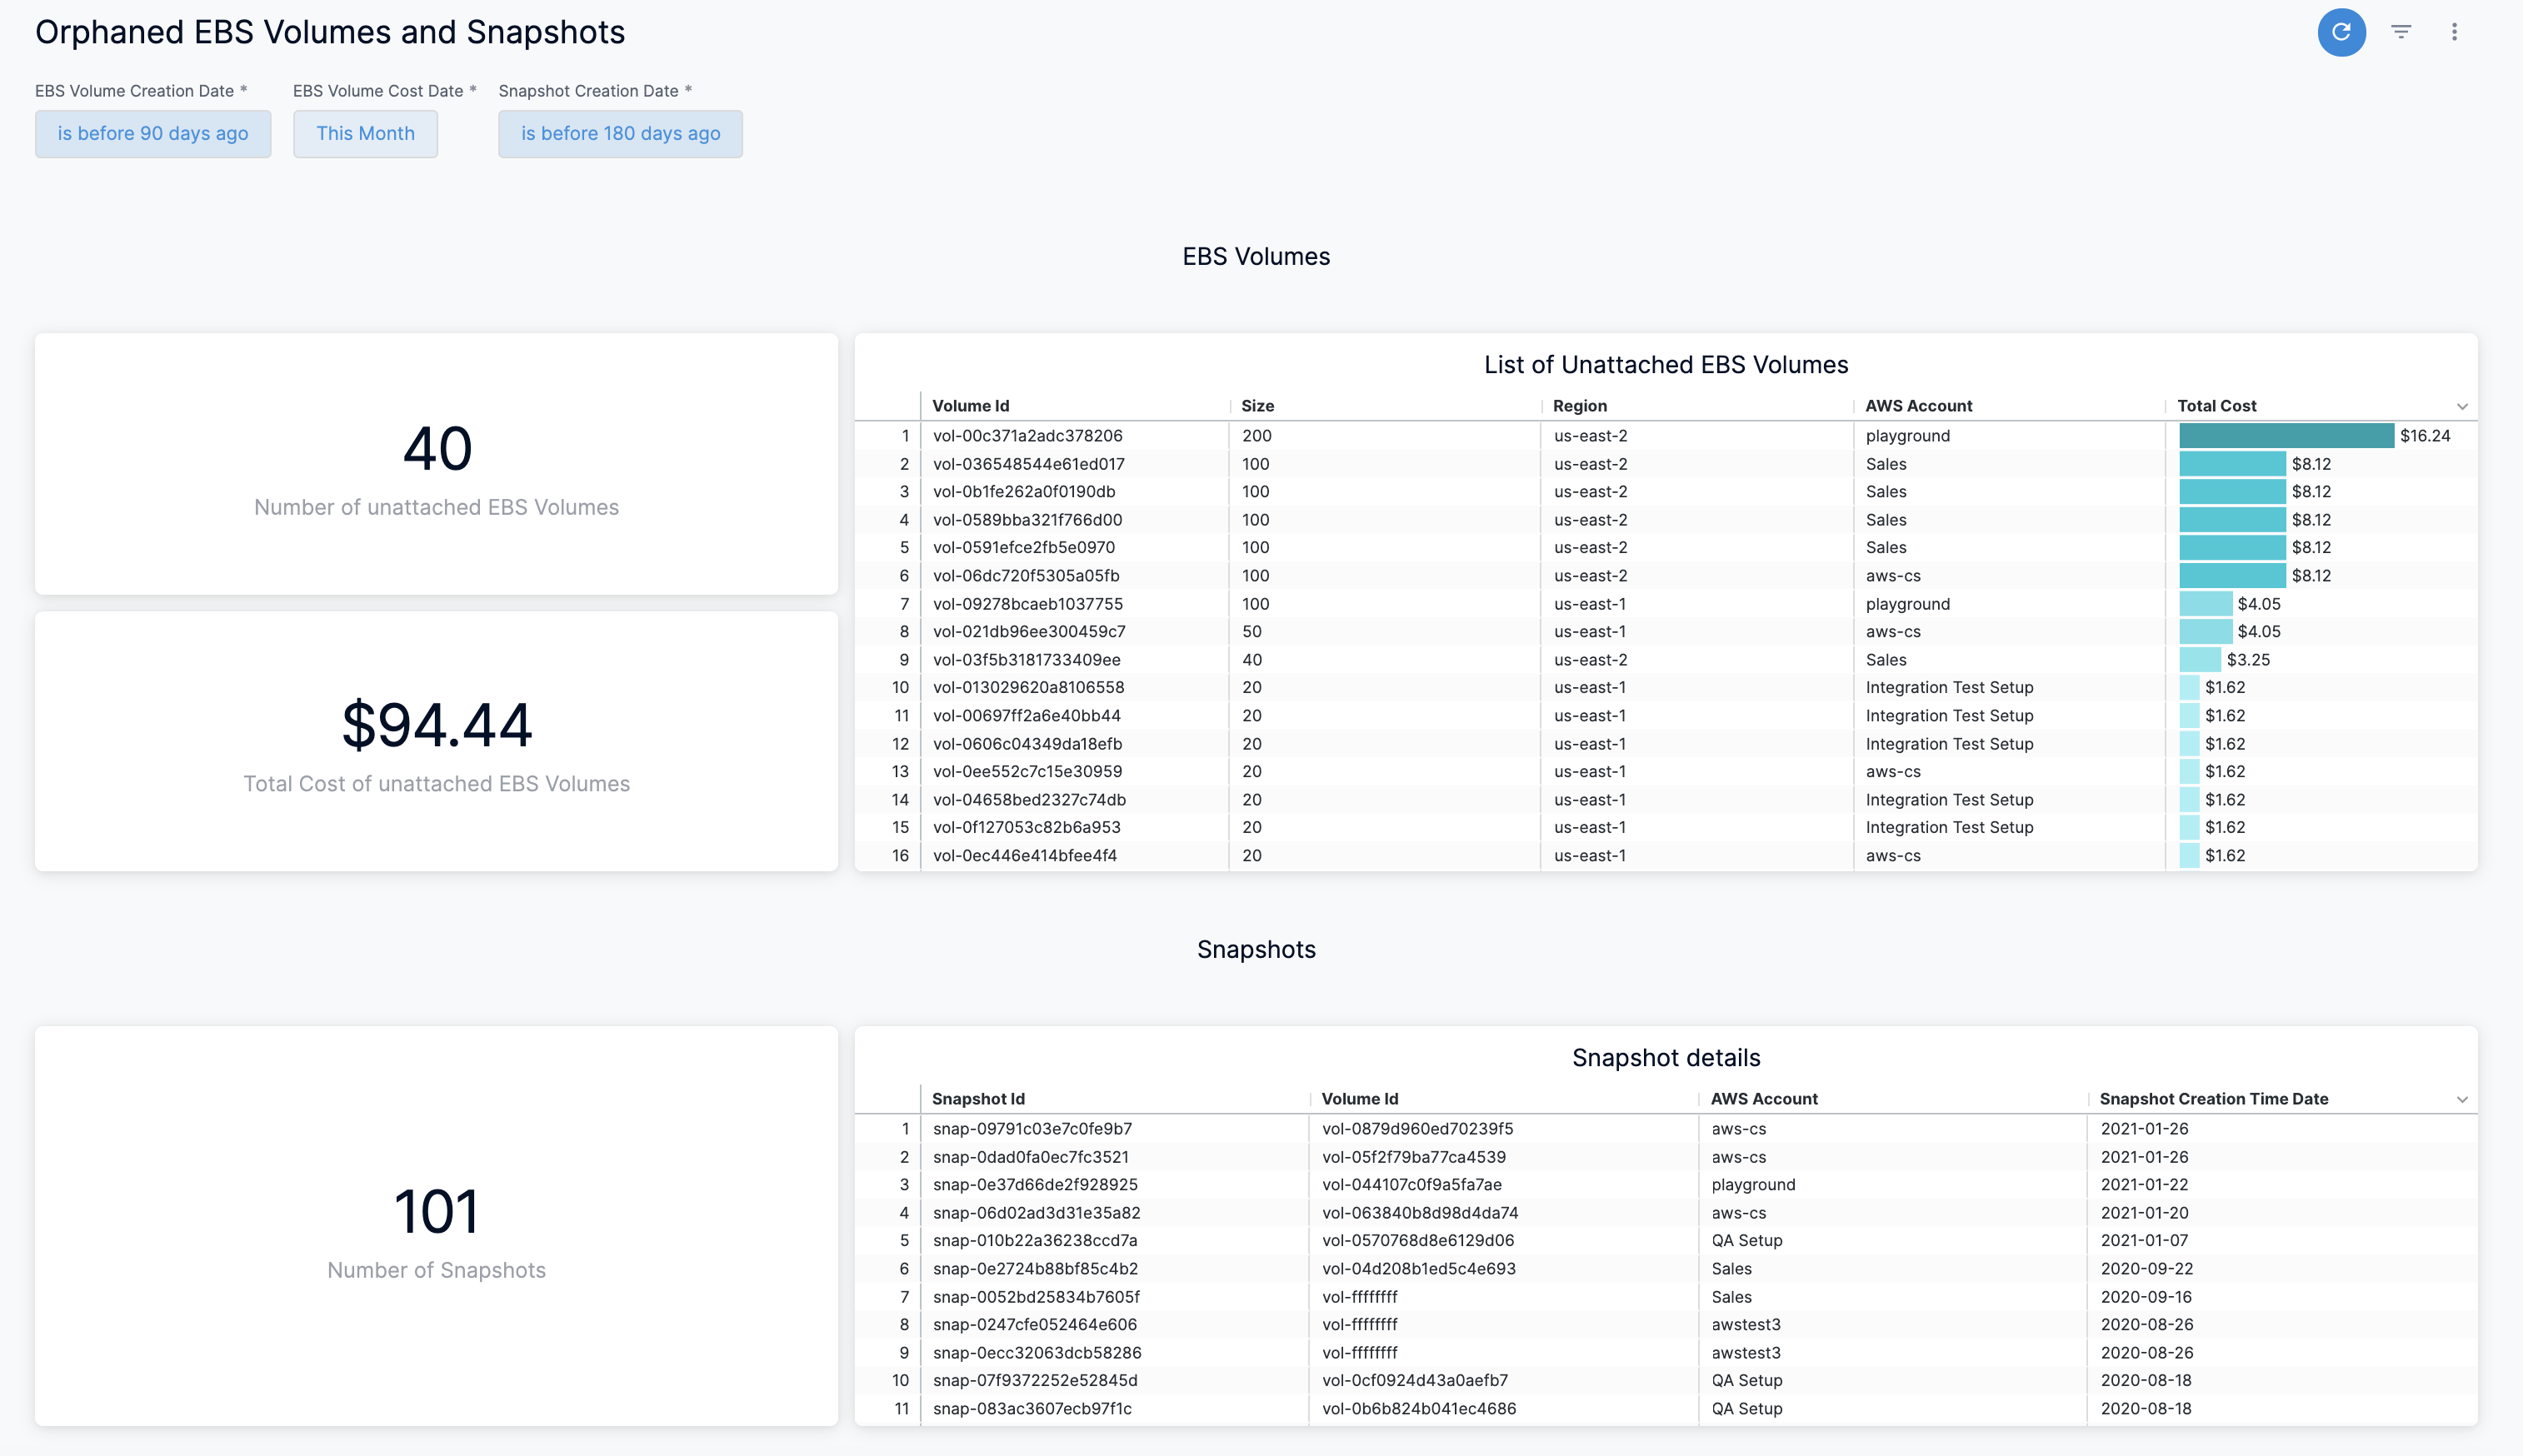 Orphaned EBS Volumes and Snapshots
EBS Volume Creation Date * EBS Volume Cost Date * Snapshot Creation Date *
is before 90 days ago This Month is before 180 days ago
EBS Volumes
40
Number of unattached EBS Volumes
$94.44
Total Cost of unattached EBS Volumes
List of Unattached EBS Volumes
Volume Id Size Region AWS Account Total Cost
1 vol-00c371a2adc378206 200 us-east-2 playground $16.24
2 vol-036548544e61ed017 100 us-east-2 Sales $8.12
3 vol-0b1fe262a0f0190db 100 us-east-2 Sales $8.12
4 vol-0589bba321f766d00 100 us-east-2 Sales $8.12
5 vol-0591efce2fb5e0970 100 us-east-2 Sales $8.12
6 vol-06dc720f5305a05fb 100 us-east-2 aws-cs $8.12
7 vol-09278bcaeb1037755 100 us-east-1 playground $4.05
8 vol-021db96ee300459c7 50 us-east-1 aws-cs $4.05
9 vol-03f5b3181733409ee 40 us-east-2 Sales $3.25
10 vol-013029620a8106558 20 us-east-1 Integration Test Setup $1.62
11 vol-00697ff2a6e40bb44 20 us-east-1 Integration Test Setup $1.62
12 vol-0606c04349da18efb 20 us-east-1 Integration Test Setup $1.62
13 vol-0ee552c7c15e30959 20 us-east-1 aws-cs $1.62
14 vol-04658bed2327c74db 20 us-east-1 Integration Test Setup $1.62
15 vol-0f127053c82b6a953 20 us-east-1 Integration Test Setup $1.62
16 vol-0ec446e414bfee4f4 20 us-east-1 aws-cs $1.62
Snapshots
101
Number of Snapshots
Snapshot details
Snapshot Id Volume Id AWS Account Snapshot Creation Time Date
1 snap-09791c03e7c0fe9b7 vol-0879d960ed70239f5 aws-cs 2021-01-26
2 snap-0dad0fa0ec7fc3521 vol-05f2f79ba77ca4539 aws-cs 2021-01-26
3 snap-0e37d66de2f928925 vol-044107c0f9a5fa7ae playground 2021-01-22
4 snap-06d02ad3d31e35a82 vol-063840b8d98d4da74 aws-cs 2021-01-20
5 snap-010b22a36238ccd7a vol-0570768d8e6129d06 QA Setup 2021-01-07
6 snap-0e2724b88bf85c4b2 vol-04d208b1ed5c4e693 Sales 2020-09-22
7 snap-0052bd25834b7605f vol-ffffffff Sales 2020-09-16
8 snap-0247cfe052464e606 vol-ffffffff awstest3 2020-08-26
9 snap-0ecc32063dcb58286 vol-ffffffff awstest3 2020-08-26
10 snap-07f9372252e52845d vol-0cf0924d43a0aefb7 QA Setup 2020-08-18
11 snap-083ac3607ecb97f1c vol-0b6b824b041ec4686 QA Setup 2020-08-18